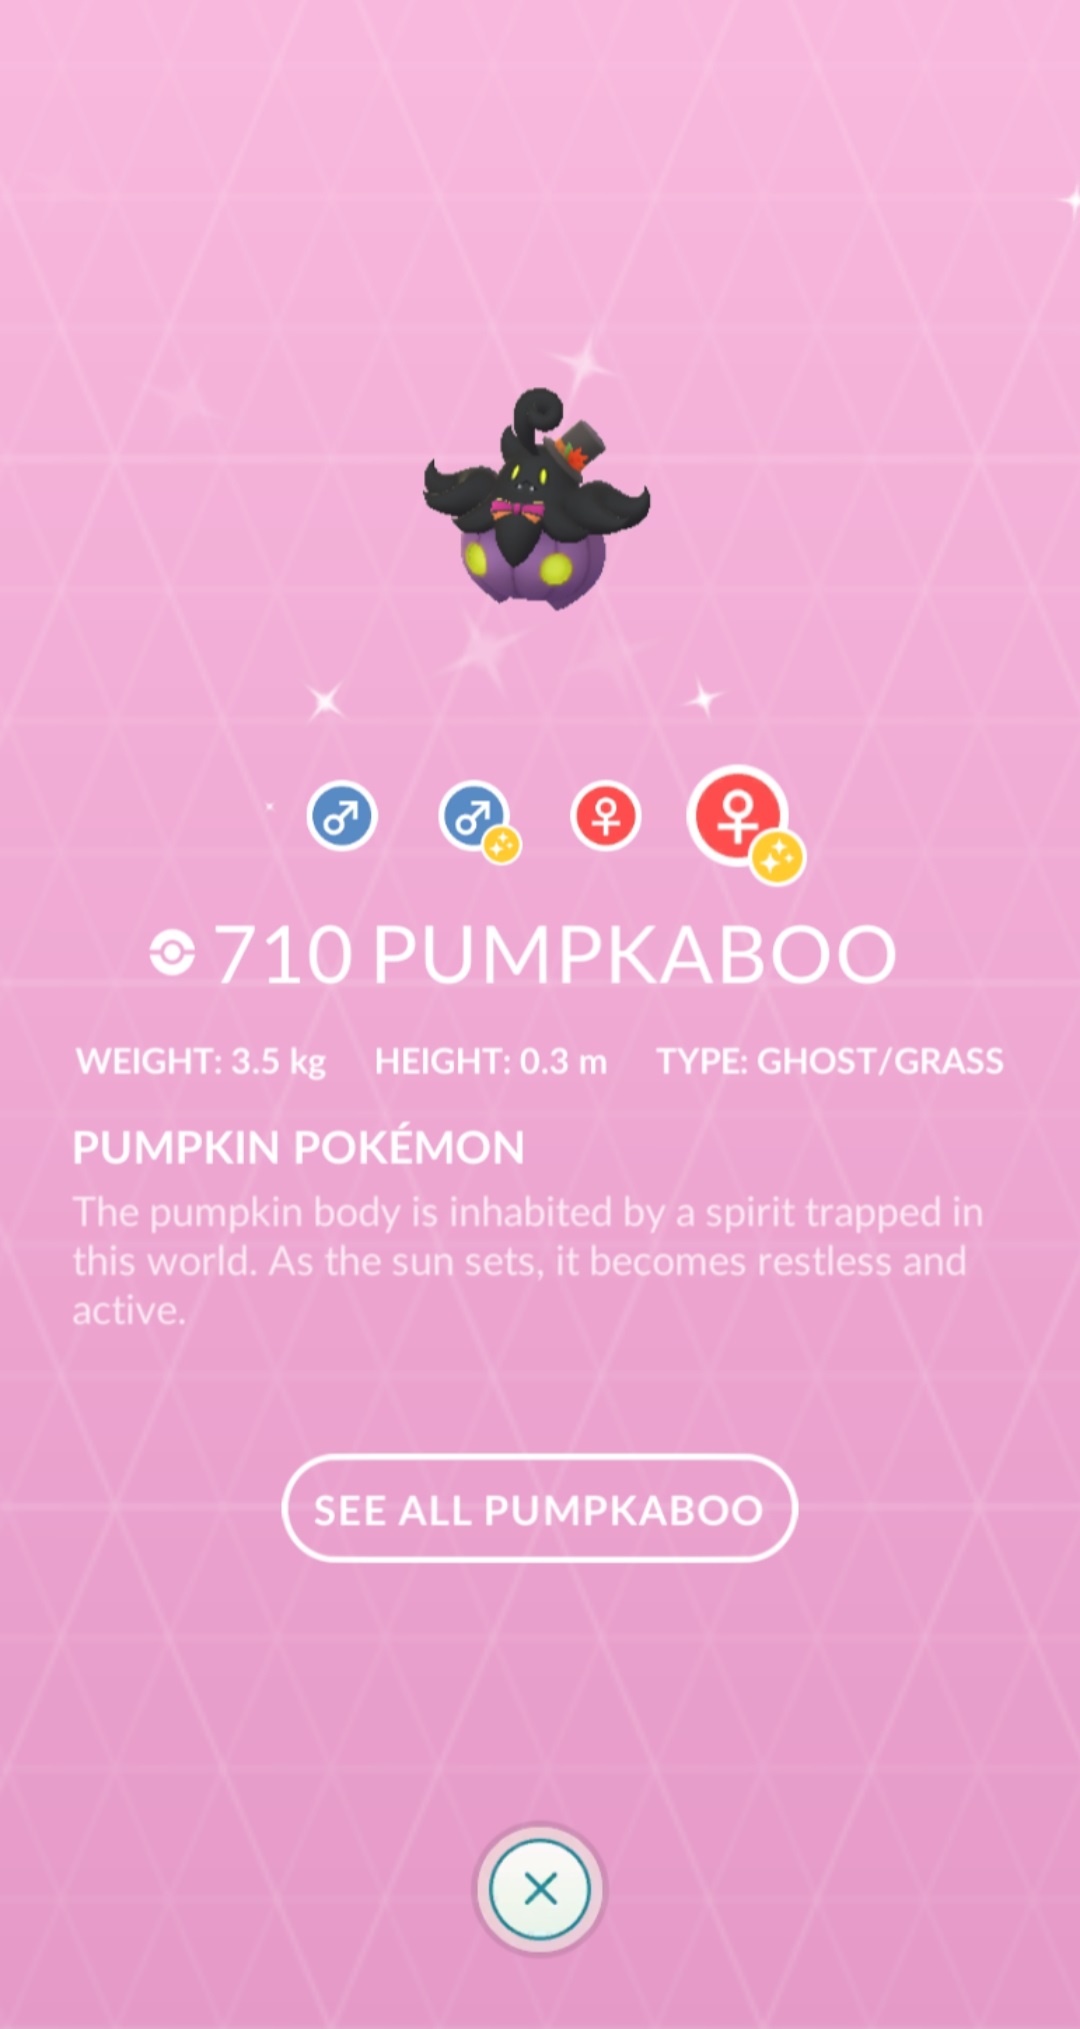 710 PUMPKABOO
WEIGHT: 3.5 kg HEIGHT: 0.3 m TYPE: GHOST/GRASS
PUMPKIN POKÉMON
The pumpkin body is inhabited by a spirit trapped in
this world. As the sun sets, it becomes restless and
active.
SEE ALL PUMPKABOO